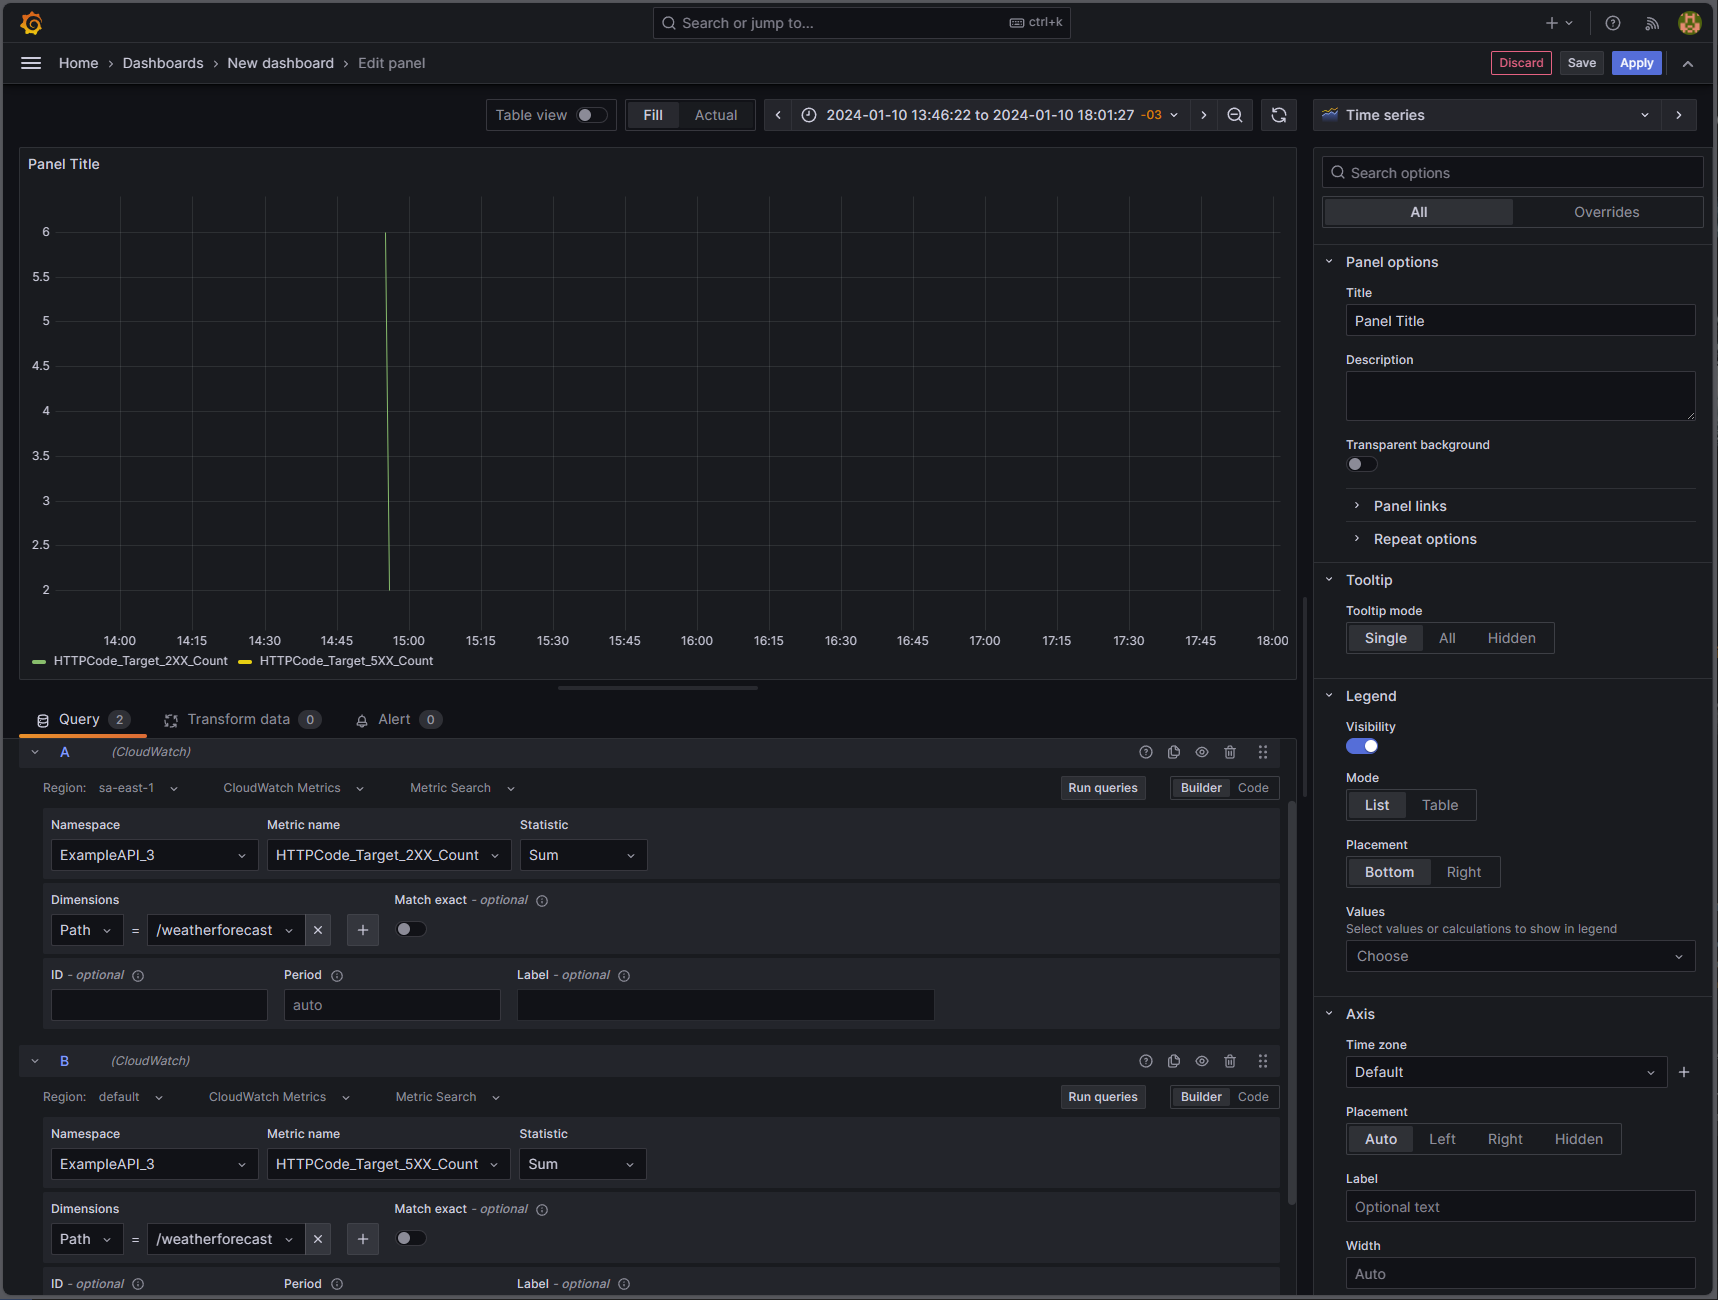 Search or jump to... ctrl+k
Home › Dashboards › New dashboard › Edit panel
Discard Save Apply
Table view Fill Actual 2024-01-10 13:46:22 to 2024-01-10 18:01:27 -03
Time series
Panel Title
6
5.5
5
4.5
4
3.5
3
2.5
2
14:00 14:15 14:30 14:45 15:00 15:15 15:30 15:45 16:00 16:15 16:30 16:45 17:00 17:15 17:30 17:45 18:00
HTTPCode_Target_2XX_Count HTTPCode_Target_5XX_Count
Query 2 Transform data 0 Alert 0
A (CloudWatch)
Region: sa-east-1 CloudWatch Metrics Metric Search Run queries Builder Code
Namespace Metric name Statistic
ExampleAPI_3 HTTPCode_Target_2XX_Count Sum
Dimensions Match exact - optional
Path = /weatherforecast
ID - optional Period Label - optional
auto
B (CloudWatch)
Region: default CloudWatch Metrics Metric Search Run queries Builder Code
Namespace Metric name Statistic
ExampleAPI_3 HTTPCode_Target_5XX_Count Sum
Dimensions Match exact - optional
Path = /weatherforecast
ID - optional Period Label - optional
Search options
All Overrides
Panel options
Title
Panel Title
Description
Transparent background
Panel links
Repeat options
Tooltip
Tooltip mode
Single All Hidden
Legend
Visibility
Mode
List Table
Placement
Bottom Right
Values
Select values or calculations to show in legend
Choose
Axis
Time zone
Default
Placement
Auto Left Right Hidden
Label
Optional text
Width
Auto